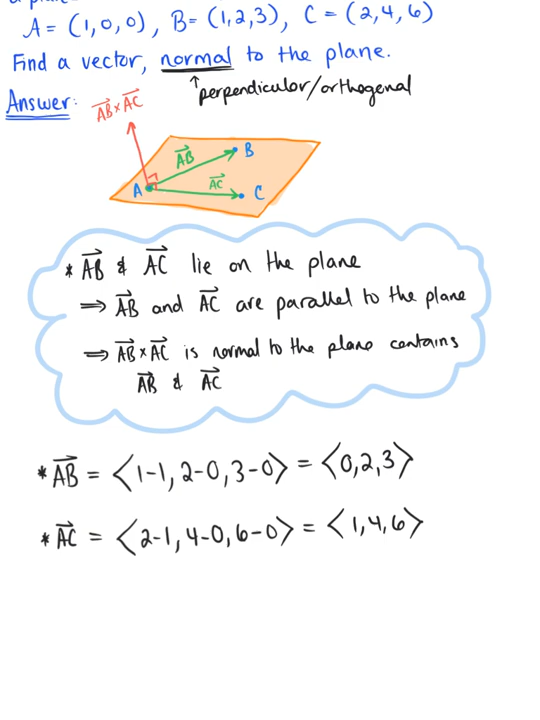 A = (1,0,0), B = (1,2,3), C = (2,4,6)
Find a vector, normal to the plane.
↑perpendicular/orthogonal
Answer:
AB×AC
AB
B
A
AC
C
* AB & AC lie on the plane
⟹ AB and AC are parallel to the plane
⟹ AB×AC is normal to the plane contains
AB & AC
* AB = ⟨1-1, 2-0, 3-0⟩ = ⟨0,2,3⟩
* AC = ⟨2-1, 4-0, 6-0⟩ = ⟨1,4,6⟩